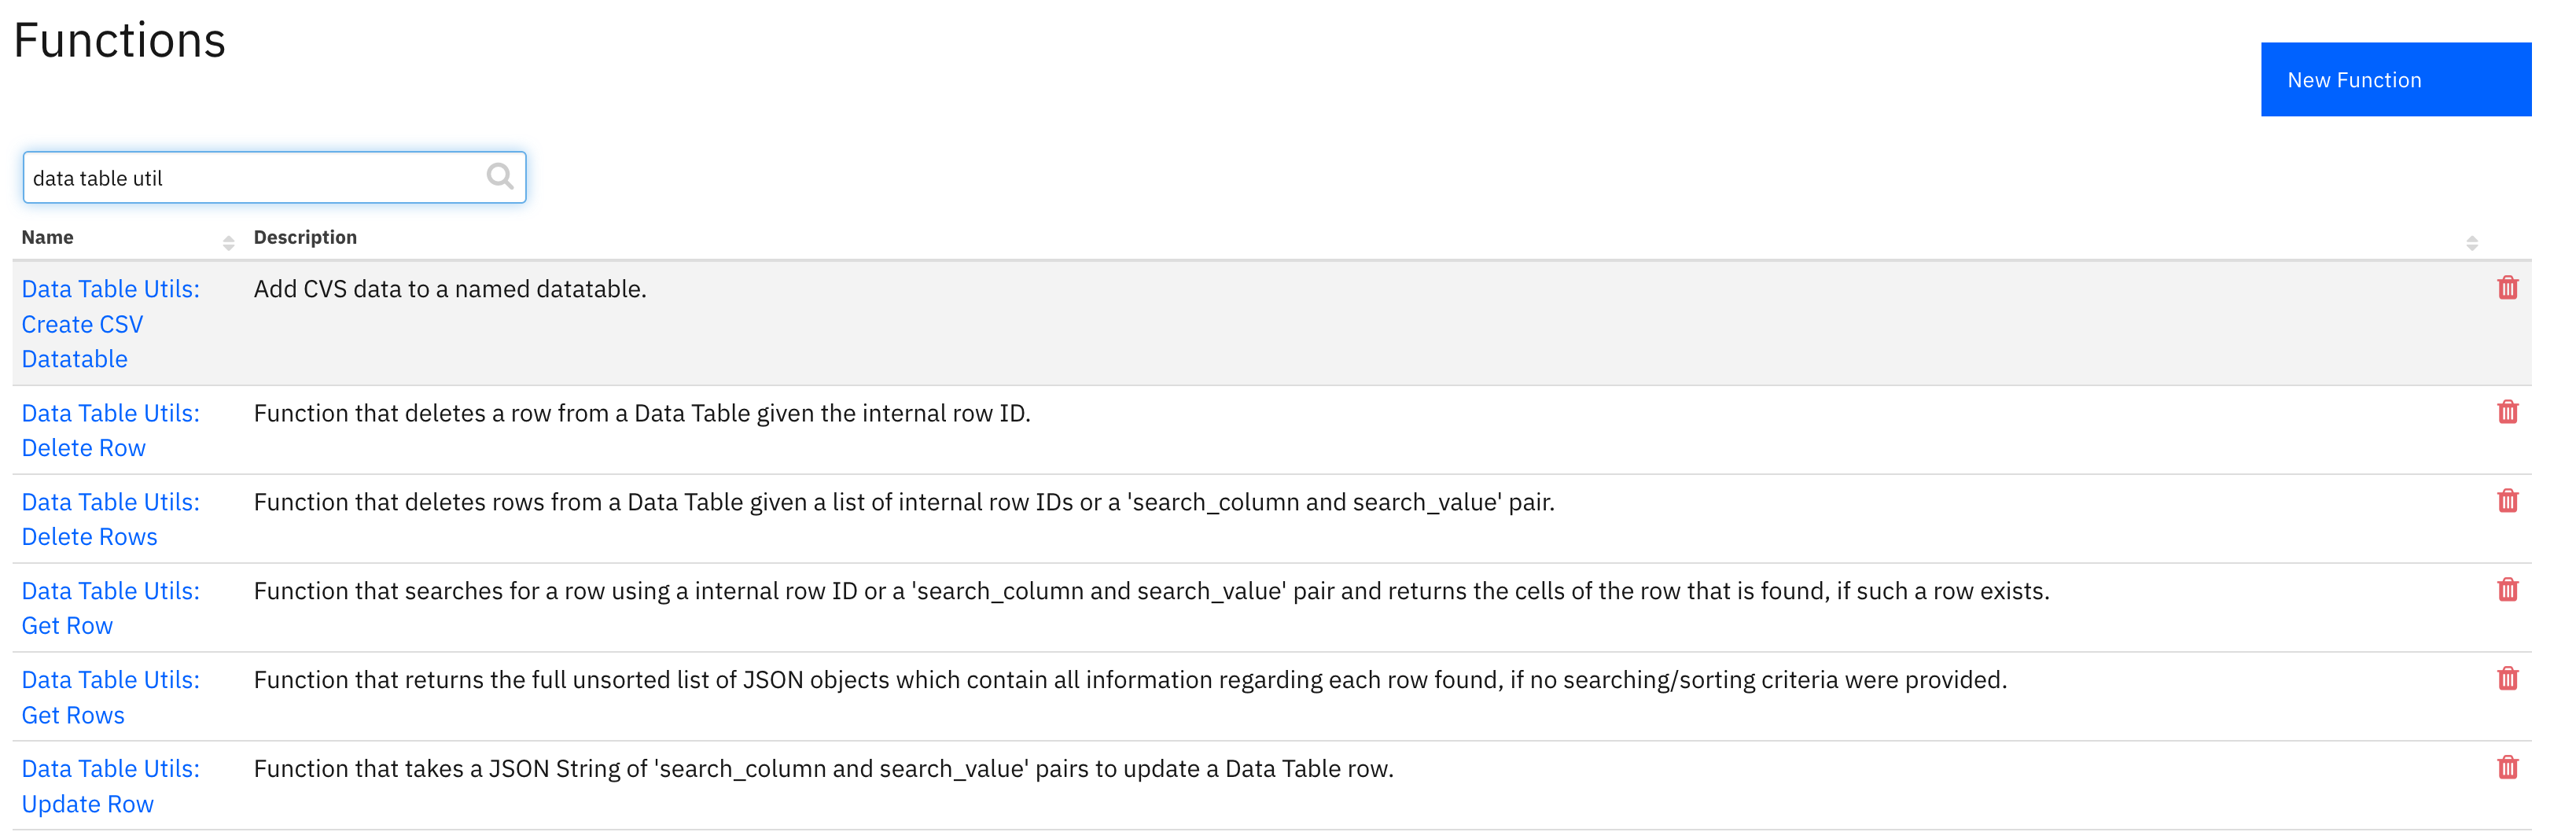 Functions
New Function
data table util
Name Description
Data Table Utils: Add CVS data to a named datatable.
Create CSV
Datatable
Data Table Utils: Function that deletes a row from a Data Table given the internal row ID.
Delete Row
Data Table Utils: Function that deletes rows from a Data Table given a list of internal row IDs or a 'search_column and search_value' pair.
Delete Rows
Data Table Utils: Function that searches for a row using a internal row ID or a 'search_column and search_value' pair and returns the cells of the row that is found, if such a row exists.
Get Row
Data Table Utils: Function that returns the full unsorted list of JSON objects which contain all information regarding each row found, if no searching/sorting criteria were provided.
Get Rows
Data Table Utils: Function that takes a JSON String of 'search_column and search_value' pairs to update a Data Table row.
Update Row